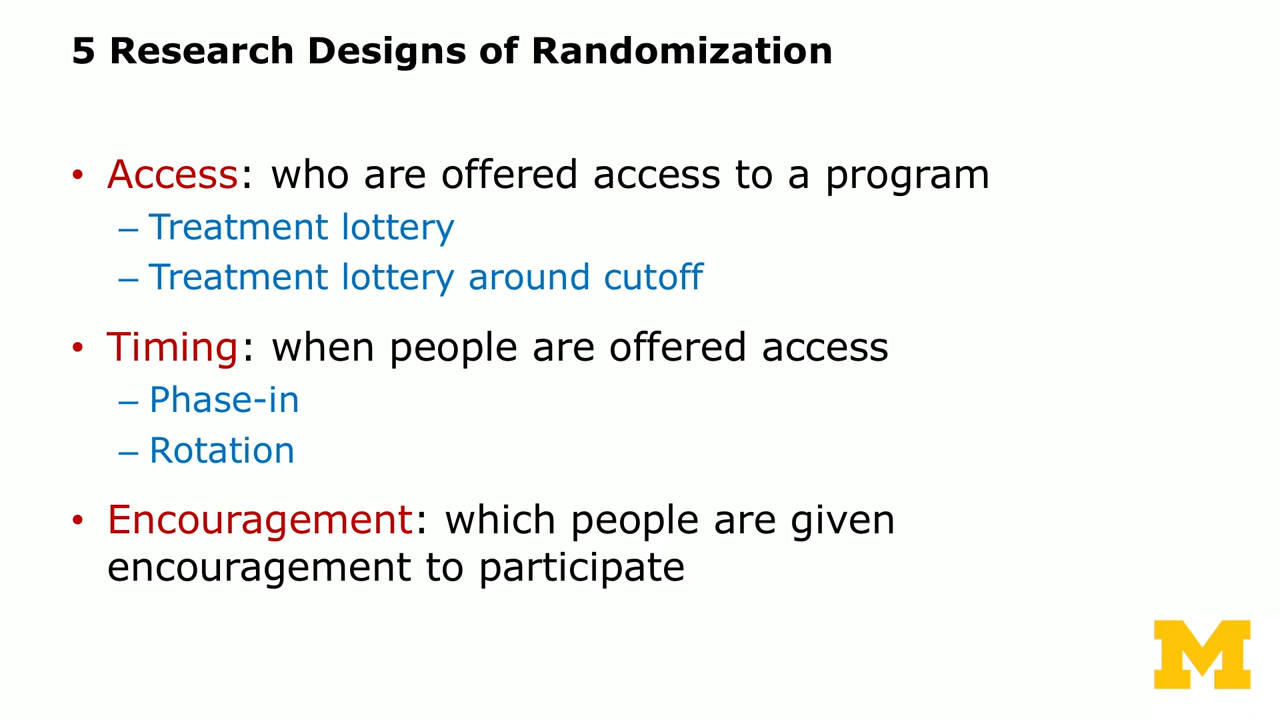 5 Research Designs of Randomization
• Access: who are offered access to a program
– Treatment lottery
– Treatment lottery around cutoff
• Timing: when people are offered access
– Phase-in
– Rotation
• Encouragement: which people are given
encouragement to participate
M